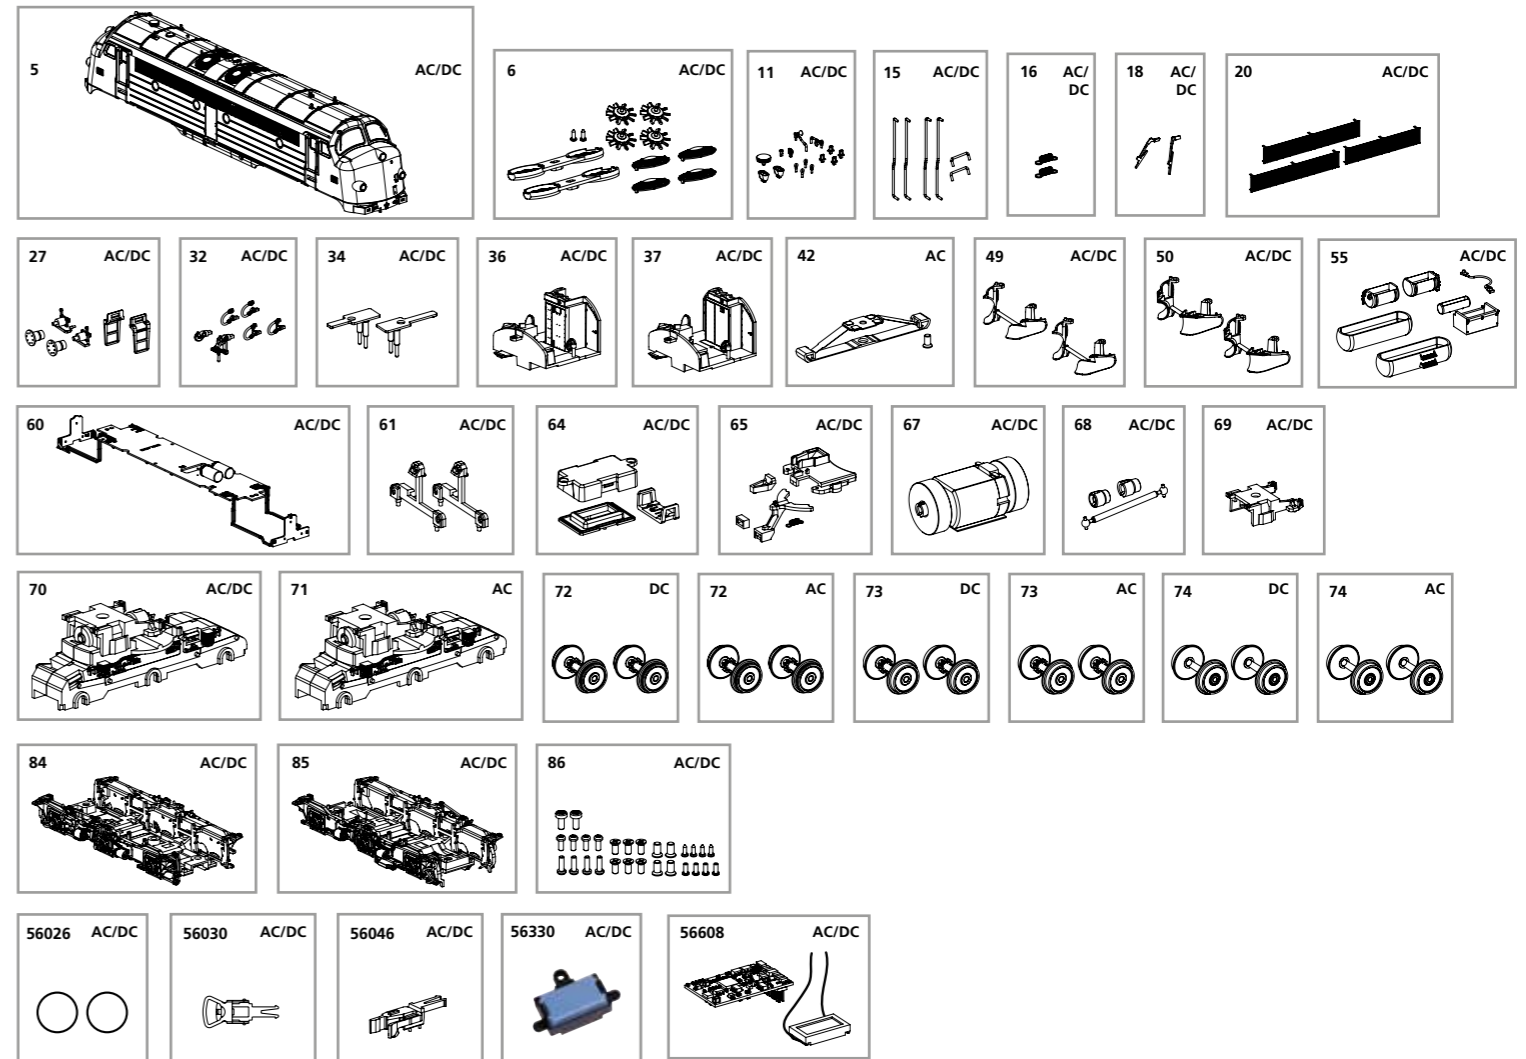 5 AC/DC
6 AC/DC
11 AC/DC
15 AC/DC
16 AC/
DC
18 AC/
DC
20 AC/DC
27 AC/DC
32 AC/DC
34 AC/DC
36 AC/DC
37 AC/DC
42 AC
49 AC/DC
50 AC/DC
55 AC/DC
60 AC/DC
61 AC/DC
64 AC/DC
65 AC/DC
67 AC/DC
68 AC/DC
69 AC/DC
70 AC/DC
71 AC
72 DC
72 AC
73 DC
73 AC
74 DC
74 AC
84 AC/DC
85 AC/DC
86 AC/DC
56026 AC/DC
56030 AC/DC
56046 AC/DC
56330 AC/DC
56608 AC/DC